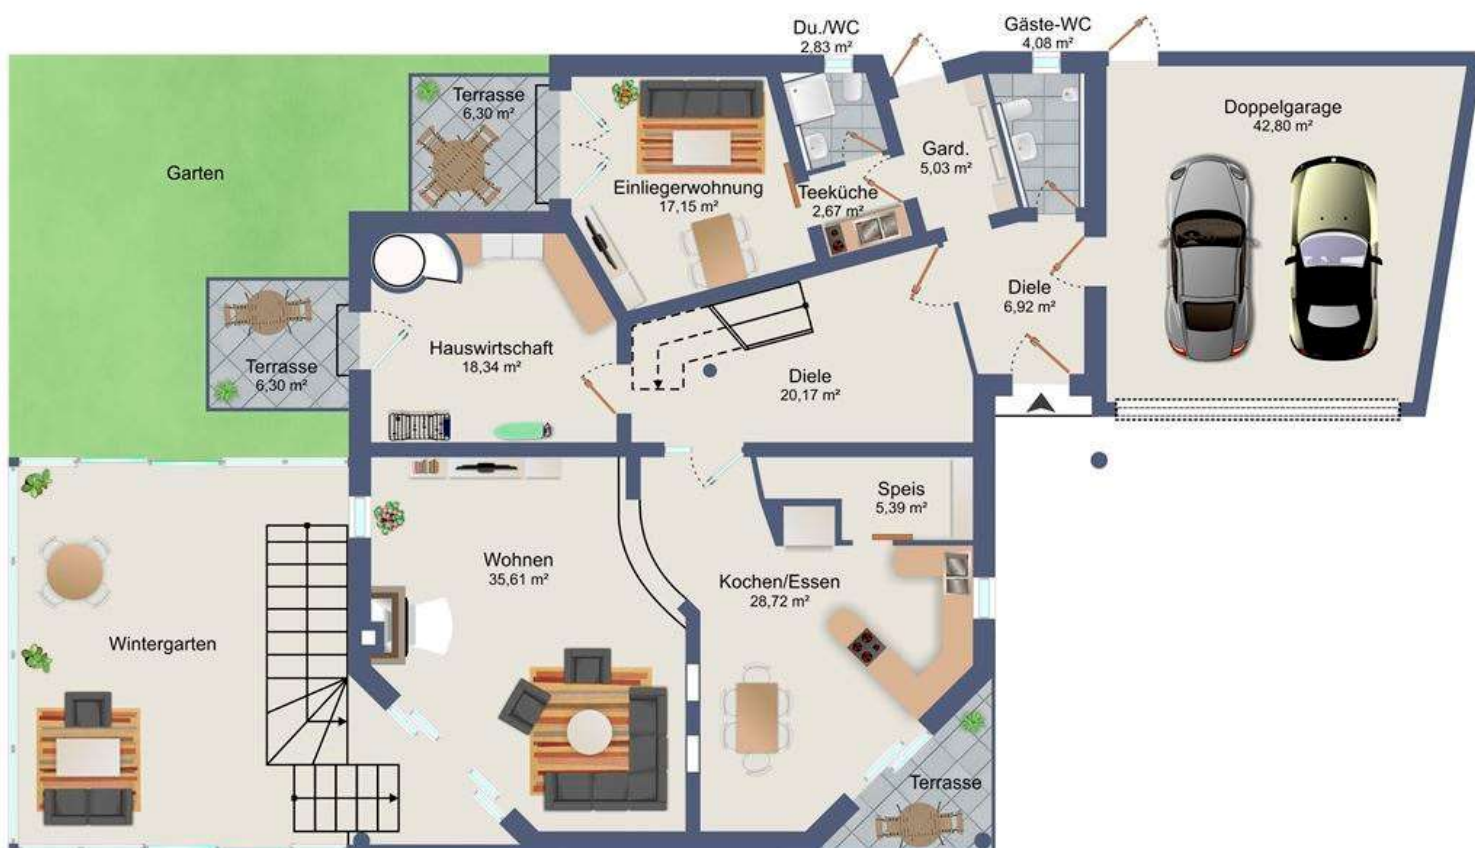 Du./WC
2,83 m²
Gäste-WC
4,08 m²
Terrasse
6,30 m²
Doppelgarage
42,80 m²
Garten
Einliegerwohnung
17,15 m²
Teeküche
2,67 m²
Gard.
5,03 m²
Diele
6,92 m²
Hauswirtschaft
18,34 m²
Terrasse
6,30 m²
Diele
20,17 m²
Speis
5,39 m²
Wohnen
35,61 m²
Kochen/Essen
28,72 m²
Wintergarten
Terrasse